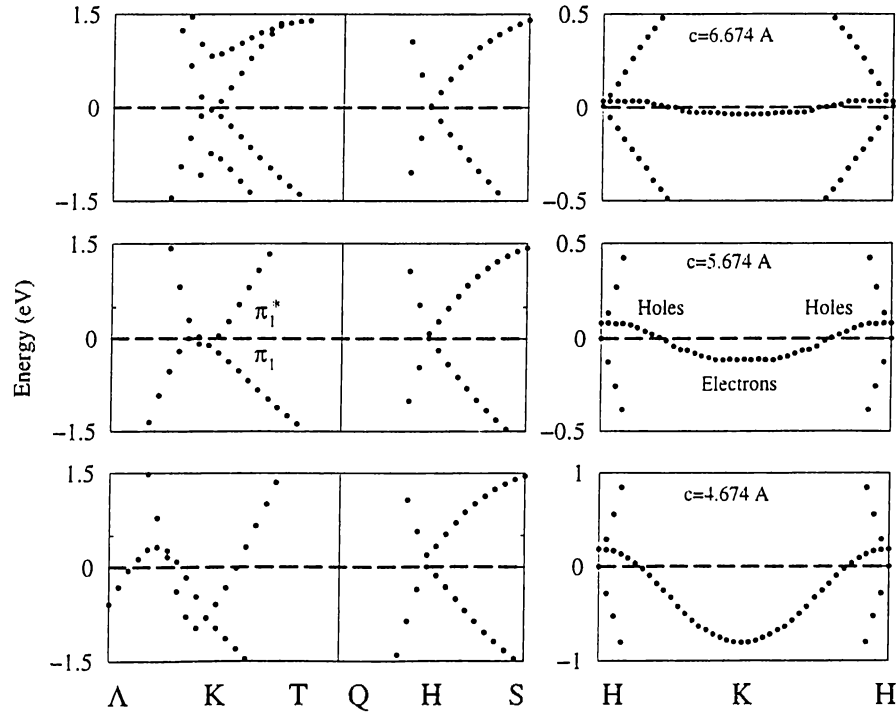 1.5
0
−1.5
0.5
0
−0.5
c=6.674 A
1.5
0
−1.5
π₁*
π₁
0.5
0
−0.5
c=5.674 A
Holes
Holes
Electrons
Energy (eV)
1.5
0
−1.5
1
0
−1
c=4.674 A
Λ K T Q H S H K H